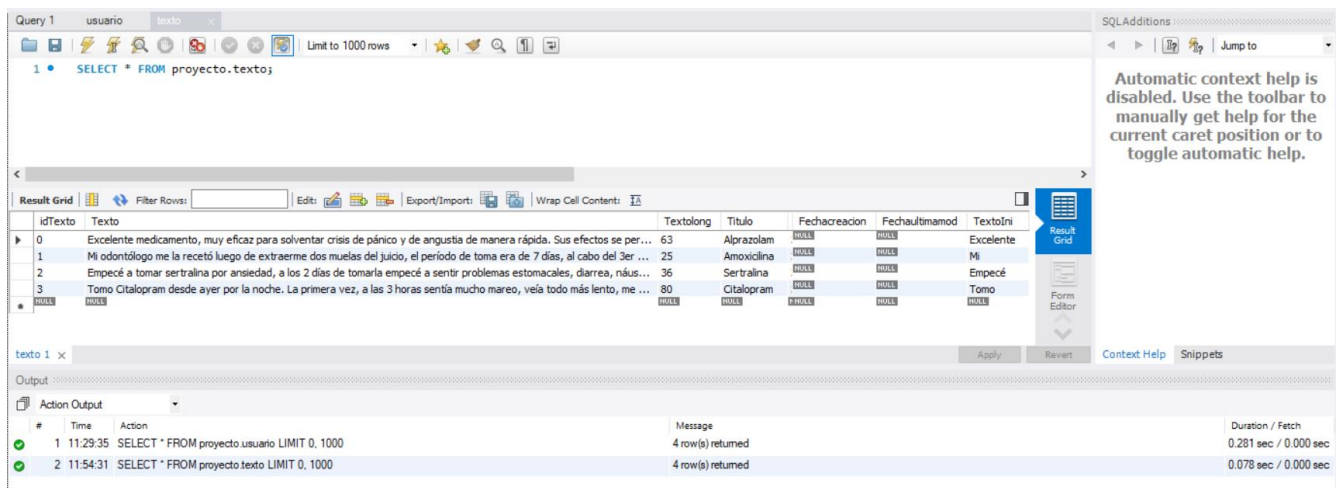 Query 1 usuario texto
SQLAdditions
Limit to 1000 rows
Jump to
1 SELECT * FROM proyecto.texto;
Automatic context help is
disabled. Use the toolbar to
manually get help for the
current caret position or to
toggle automatic help.
Result Grid Filter Rows: Edit: Export/Import: Wrap Cell Content:
idTexto Texto Textolong Titulo Fechacreacion Fechaultimamod TextoIni
0 Excelente medicamento, muy eficaz para solventar crisis de pánico y de angustia de manera rápida. Sus efectos se per... 63 Alprazolam NULL NULL Excelente
1 Mi odontólogo me la recetó luego de extraerme dos muelas del juicio, el período de toma era de 7 días, al cabo del 3er ... 25 Amoxicilina NULL NULL Mi
2 Empecé a tomar sertralina por ansiedad, a los 2 días de tomarla empecé a sentir problemas estomacales, diarrea, náus... 36 Sertralina NULL NULL Empecé
3 Tomo Citalopram desde ayer por la noche. La primera vez, a las 3 horas sentía mucho mareo, veía todo más lento, me ... 80 Citalopram NULL NULL Tomo
NULL NULL NULL NULL NULL NULL NULL
Result
Grid
Form
Editor
texto 1 Apply Revert Context Help Snippets
Output
Action Output
# Time Action Message Duration / Fetch
1 11:29:35 SELECT * FROM proyecto.usuario LIMIT 0, 1000 4 row(s) returned 0.281 sec / 0.000 sec
2 11:54:31 SELECT * FROM proyecto.texto LIMIT 0, 1000 4 row(s) returned 0.078 sec / 0.000 sec